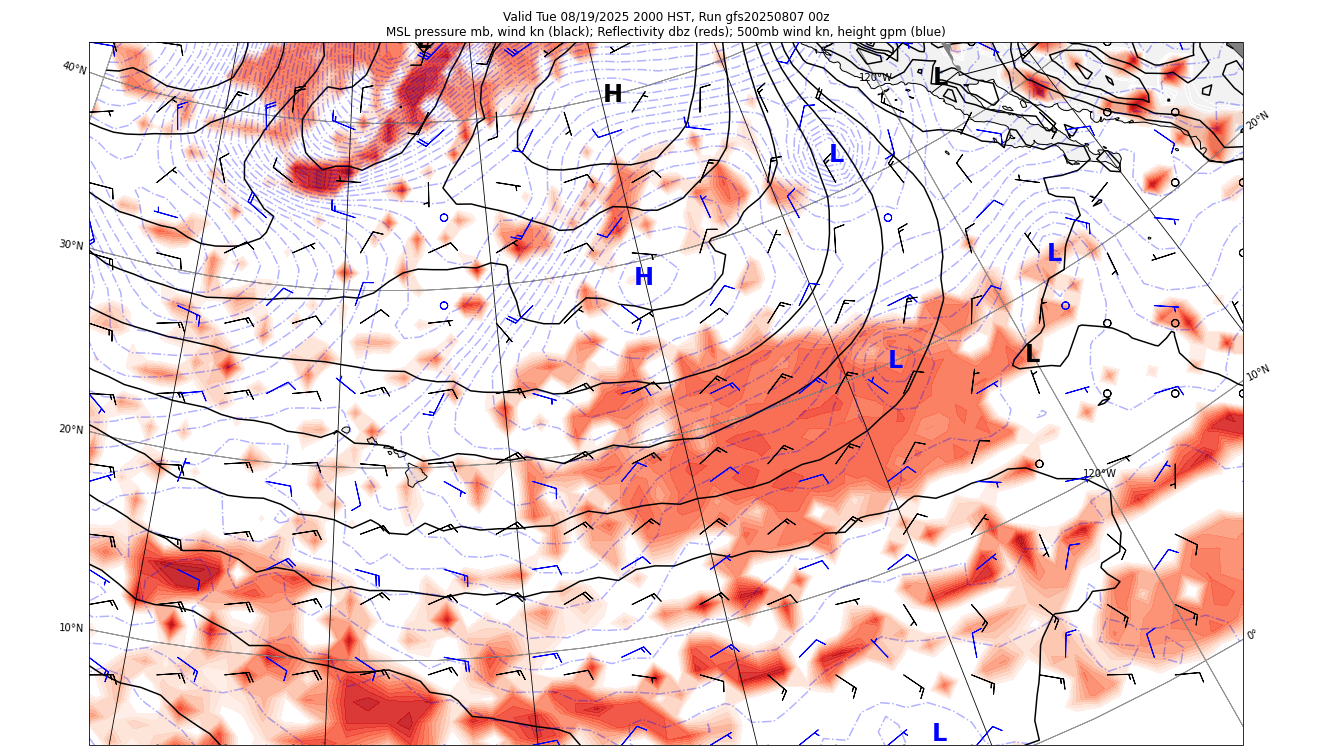 Valid Tue 08/19/2025 2000 HST, Run gfs20250807 00z
MSL pressure mb, wind kn (black); Reflectivity dbz (reds); 500mb wind kn, height gpm (blue)
40°N
120°W
L
H
L
20°N
L
30°N
L
H
L
L
10°N
20°N
120°W
10°N
0°
L